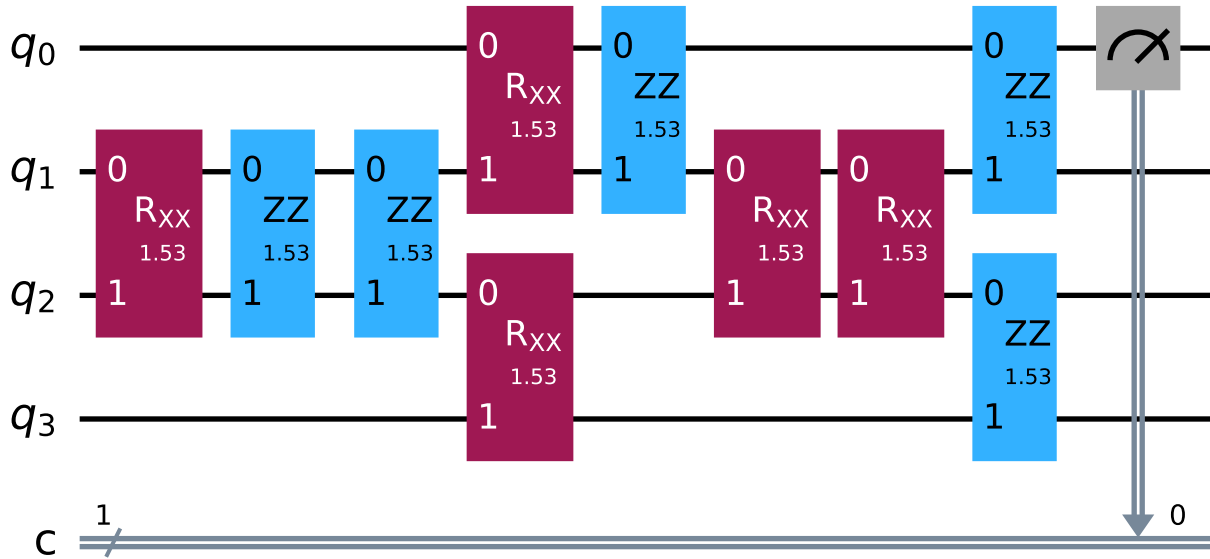 q0 0 0 0
RXX ZZ ZZ
1.53 1.53 1.53
q1 0 0 0 1 1 0 0 1
RXX ZZ ZZ RXX RXX
1.53 1.53 1.53 1.53 1.53
q2 1 1 1 0 1 1 0
RXX ZZ
1.53 1.53
q3 1 1
1 0
c